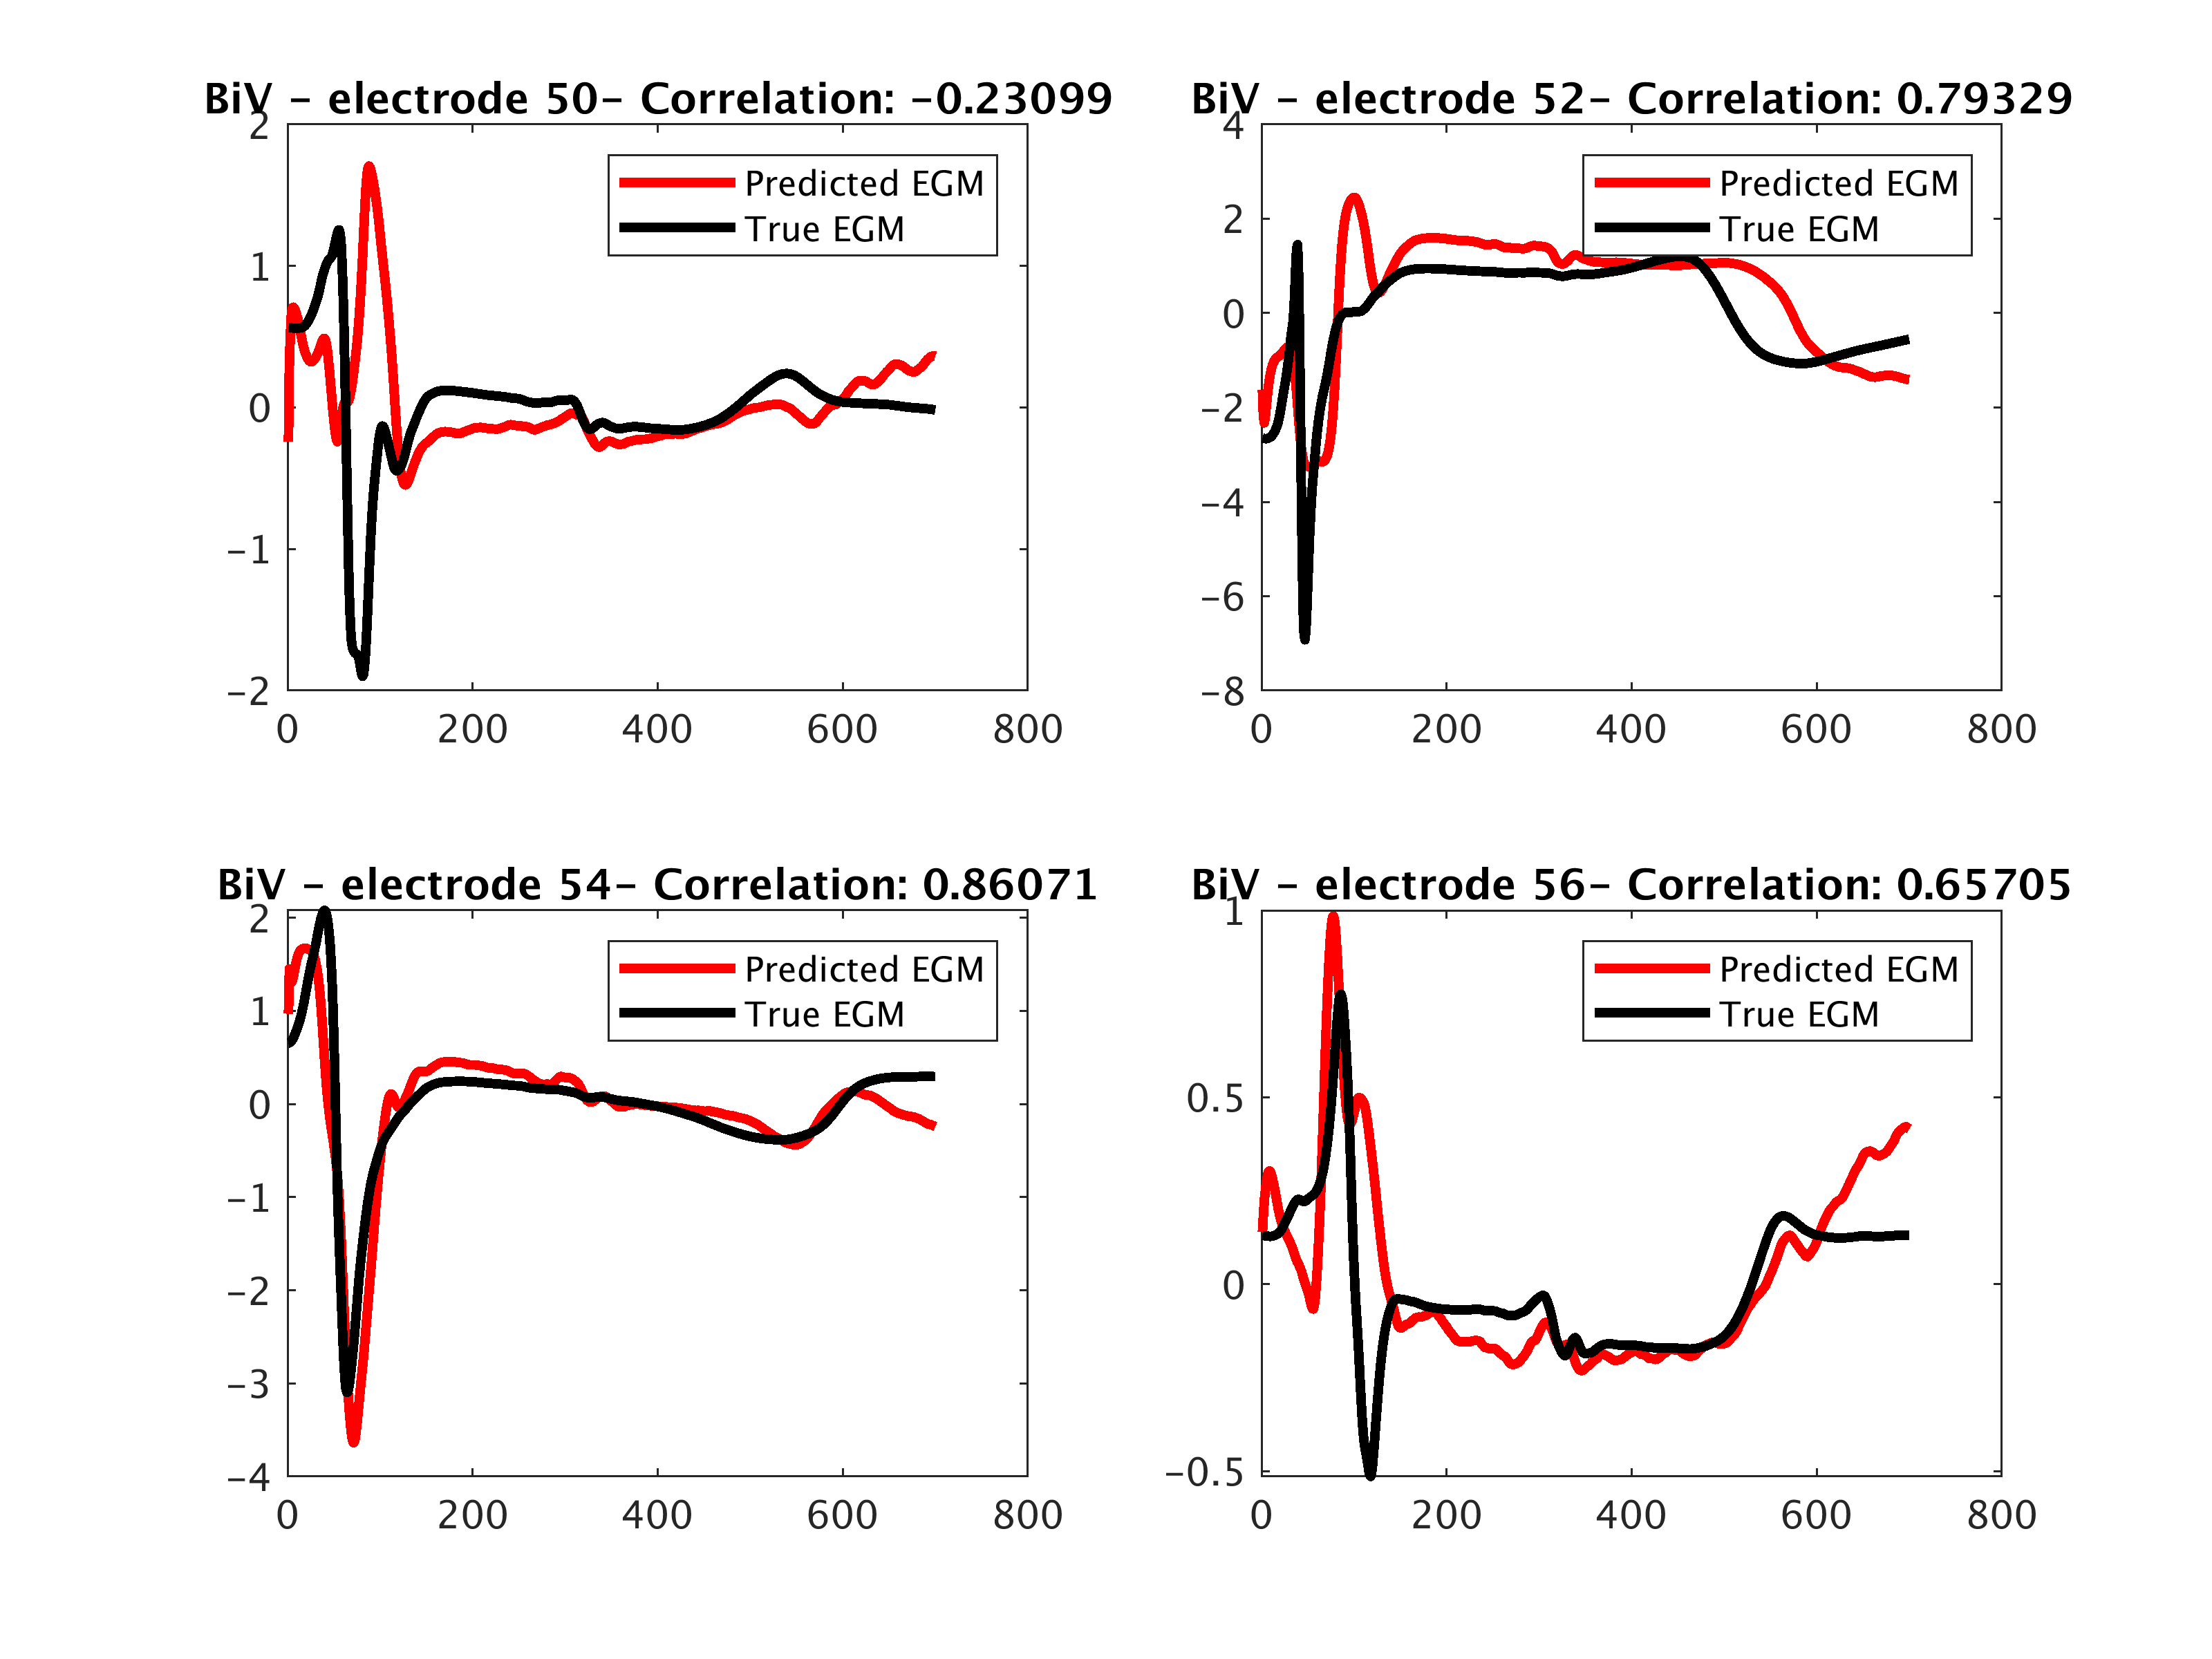 BiV – electrode 50– Correlation: –0.23099
2
1
0
–1
–2
0 200 400 600 800
Predicted EGM
True EGM
BiV – electrode 52– Correlation: 0.79329
4
2
0
–2
–4
–6
–8
0 200 400 600 800
Predicted EGM
True EGM
BiV – electrode 54– Correlation: 0.86071
2
1
0
–1
–2
–3
–4
0 200 400 600 800
Predicted EGM
True EGM
BiV – electrode 56– Correlation: 0.65705
1
0.5
0
–0.5
0 200 400 600 800
Predicted EGM
True EGM